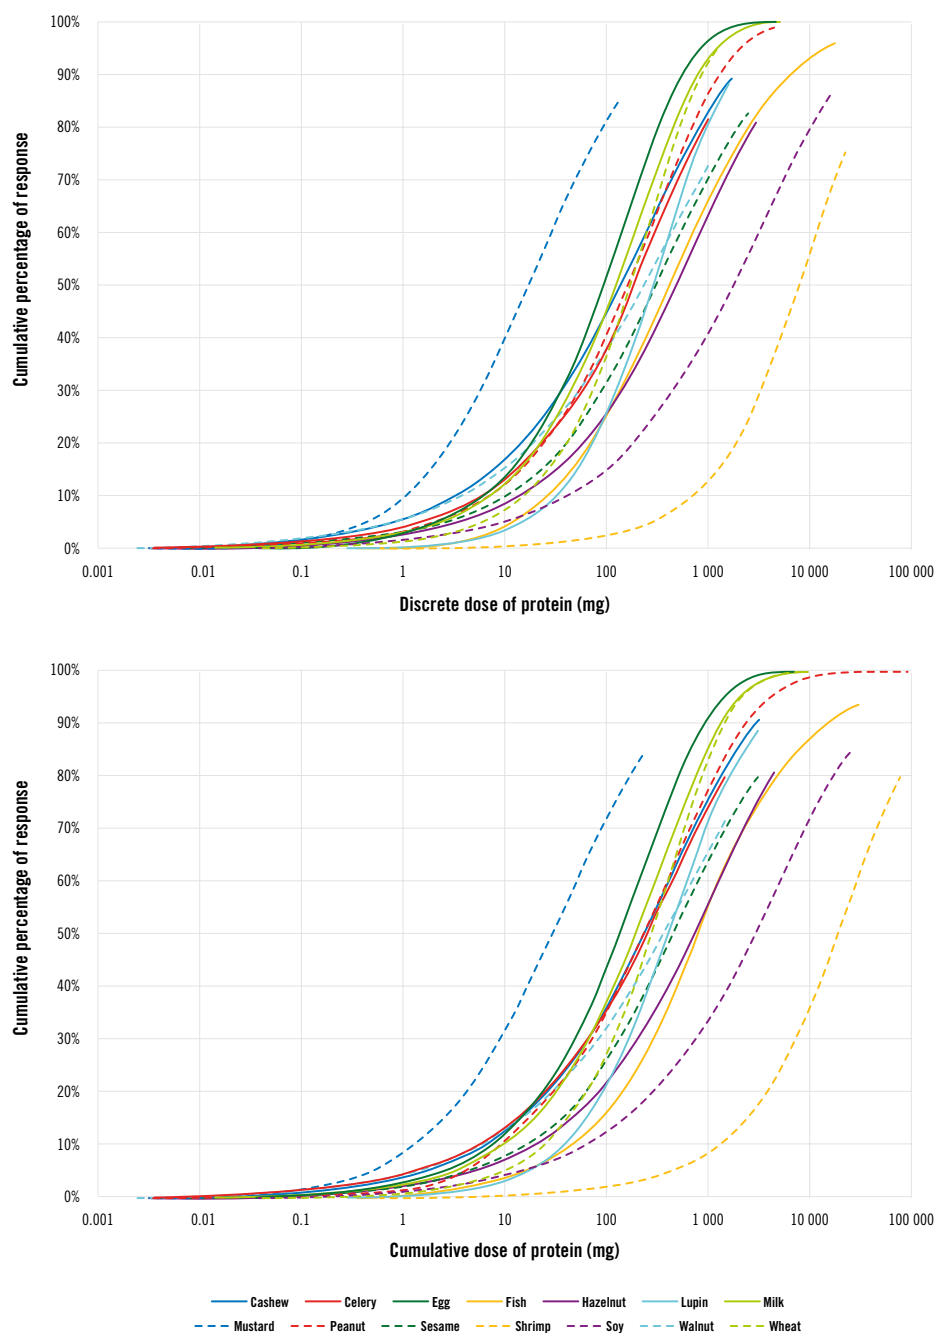 100%
90%
80%
70%
60%
50%
40%
30%
20%
10%
0%
Cumulative percentage of response
0.001 0.01 0.1 1 10 100 1 000 10 000 100 000
Discrete dose of protein (mg)
100%
90%
80%
70%
60%
50%
40%
30%
20%
10%
0%
Cumulative percentage of response
0.001 0.01 0.1 1 10 100 1 000 10 000 100 000
Cumulative dose of protein (mg)
Cashew Celery Egg Fish Hazelnut Lupin Milk
Mustard Peanut Sesame Shrimp Soy Walnut Wheat